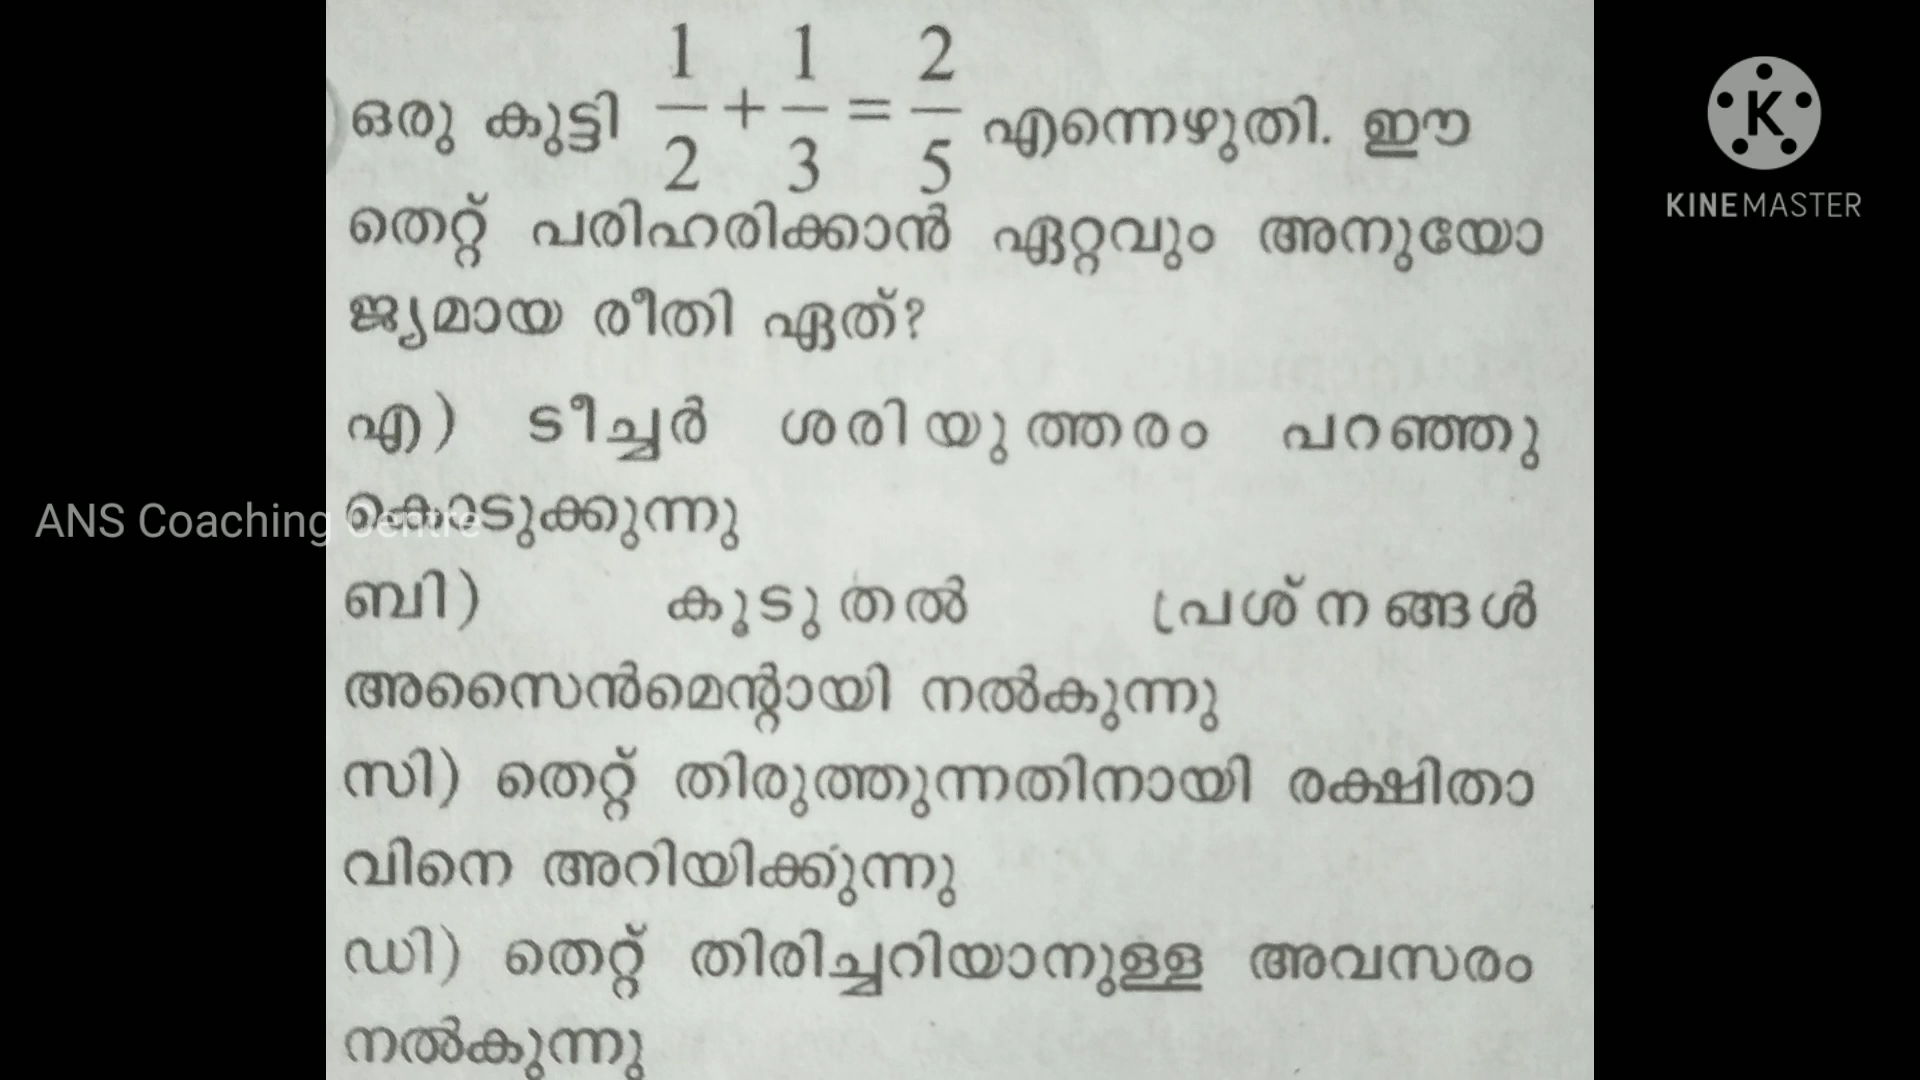 ഒരു കുട്ടി 1/2 + 1/3 = 2/5 എന്നെഴുതി. ഈ
തെറ്റ് പരിഹരിക്കാൻ ഏറ്റവും അനുയോ
ജ്യമായ രീതി ഏത്?
എ) ടീച്ചർ ശരിയുത്തരം പറഞ്ഞു
കൊടുക്കുന്നു
ബി) കൂടുതൽ പ്രശ്നങ്ങൾ
അസൈൻമെന്റായി നൽകുന്നു
സി) തെറ്റ് തിരുത്തുന്നതിനായി രക്ഷിതാ
വിനെ അറിയിക്കുന്നു
ഡി) തെറ്റ് തിരിച്ചറിയാനുള്ള അവസരം
നൽകുന്നു
ANS Coaching Centre
K
KINEMASTER